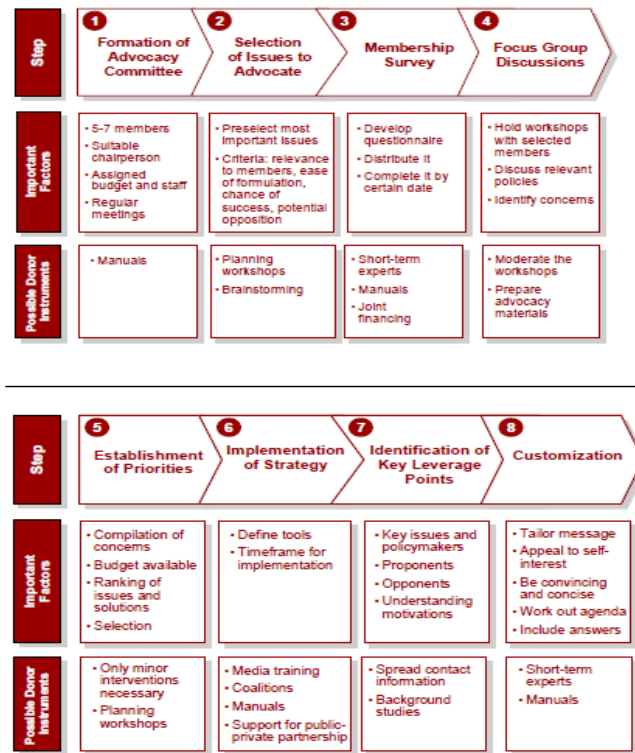 Step
1
Formation of
Advocacy
Committee
2
Selection
of Issues to
Advocate
3
Membership
Survey
4
Focus Group
Discussions
Important
Factors
• 5-7 members
• Suitable
chairperson
• Assigned
budget and staff
• Regular
meetings
• Preselect most
important issues
• Criteria: relevance
to members, ease
of formulation,
chance of
success, potential
opposition
• Develop
questionnaire
• Distribute it
• Complete it by
certain date
• Hold workshops
with selected
members
• Discuss relevant
policies
• Identify concerns
Possible Donor
Instruments
• Manuals
• Planning
workshops
• Brainstorming
• Short-term
experts
• Manuals
• Joint
financing
• Moderate the
workshops
• Prepare
advocacy
materials
Step
5
Establishment
of Priorities
6
Implementation
of Strategy
7
Identification of
Key Leverage
Points
8
Customization
Important
Factors
• Compilation of
concerns
• Budget available
• Ranking of
issues and
solutions
• Selection
• Define tools
• Timeframe for
implementation
• Key issues and
policymakers
• Proponents
• Opponents
• Understanding
motivations
• Tailor message
• Appeal to self-
interest
• Be convincing
and concise
• Work out agenda
• Include answers
Possible Donor
Instruments
• Only minor
interventions
necessary
• Planning
workshops
• Media training
• Coalitions
• Manuals
• Support for public-
private partnership
• Spread contact
information
• Background
studies
• Short-term
experts
• Manuals